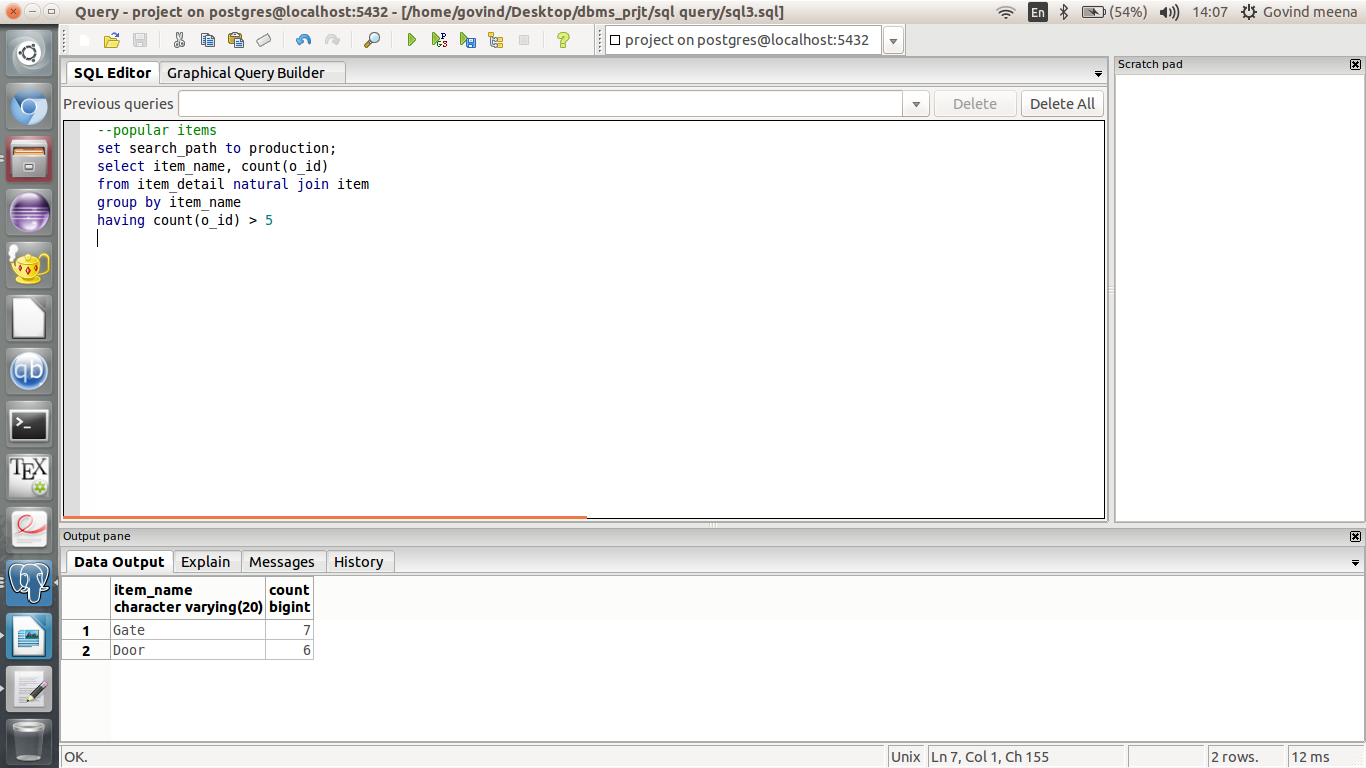 Query - project on postgres@localhost:5432 - [/home/govind/Desktop/dbms_prjt/sql query/sql3.sql]
En (54%) 14:07 Govind meena
project on postgres@localhost:5432
SQL Editor Graphical Query Builder
Scratch pad
Previous queries Delete Delete All
--popular items
set search_path to production;
select item_name, count(o_id)
from item_detail natural join item
group by item_name
having count(o_id) > 5
qb
TEX
Output pane
Data Output Explain Messages History
item_name count
character varying(20) bigint
1 Gate 7
2 Door 6
OK. Unix Ln 7, Col 1, Ch 155 2 rows. 12 ms